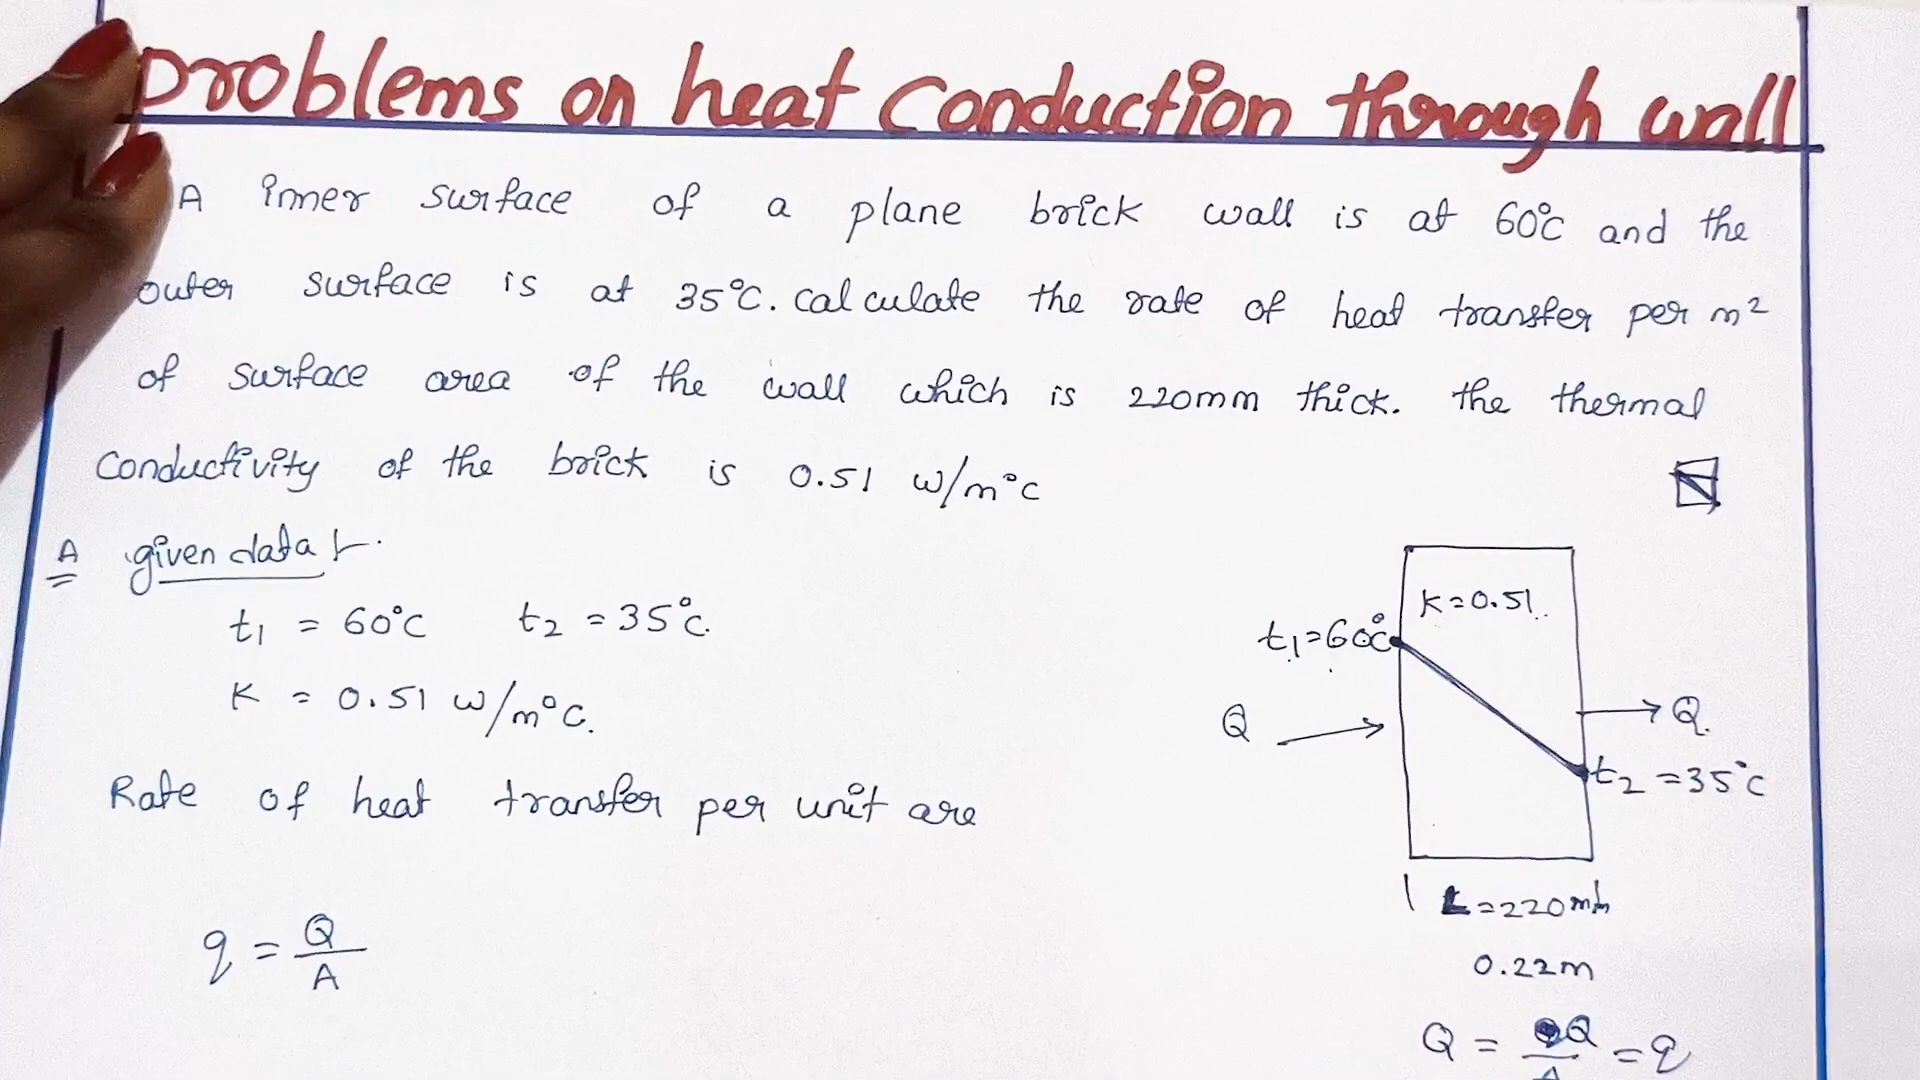 Problems on heat conduction through wall
A inner surface of a plane brick wall is at 60°c and the
outer surface is at 35°C. calculate the rate of heat transfer per m²
of surface area of the wall which is 220mm thick. the thermal
conductivity of the brick is 0.51 w/m°c
A given data :-
t₁ = 60°c t₂ = 35°c.
K = 0.51 w/m°c.
Rate of heat transfer per unit are
q = Q/A
K=0.51
t₁=60°c
Q → → Q.
t₂ =35°c
L=220mm
0.22m
Q = Q/A = q